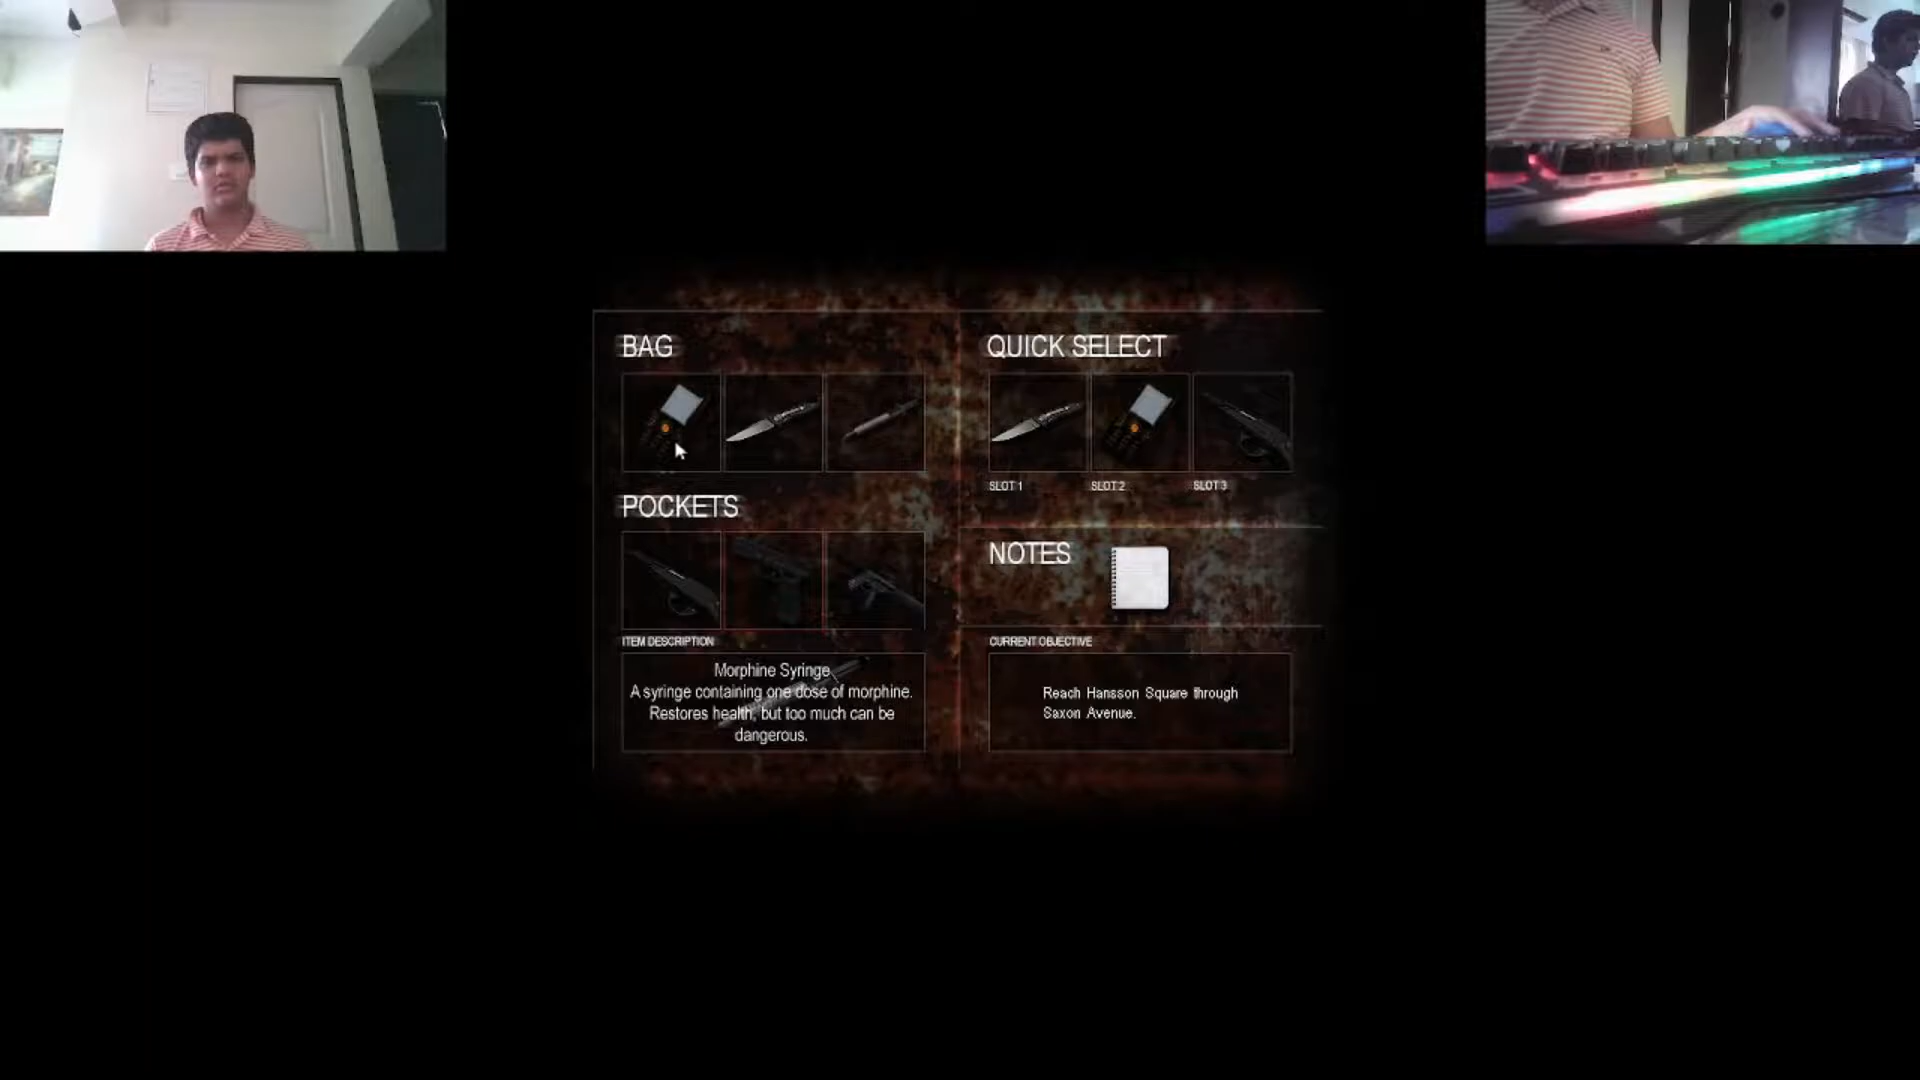 BAG
QUICK SELECT
SLOT 1
SLOT 2
SLOT 3
POCKETS
NOTES
ITEM DESCRIPTION
Morphine Syringe
A syringe containing one dose of morphine.
Restores health, but too much can be
dangerous.
CURRENT OBJECTIVE
Reach Hansson Square through
Saxon Avenue.